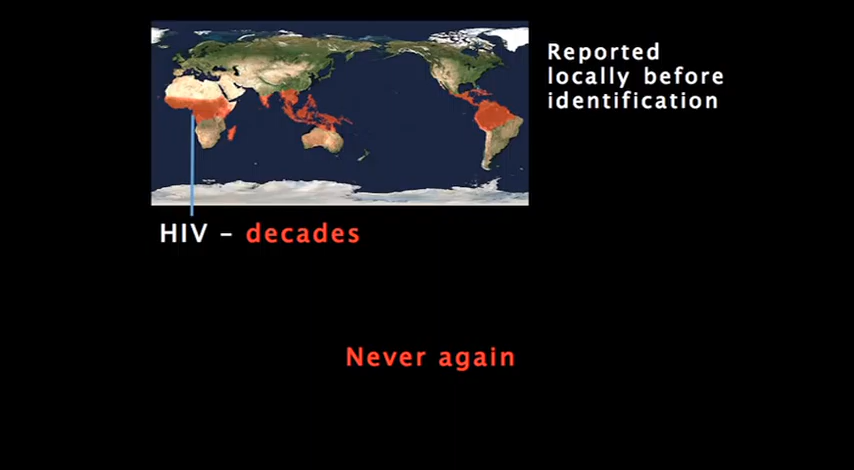 Reported
locally before
identification
HIV – decades
Never again